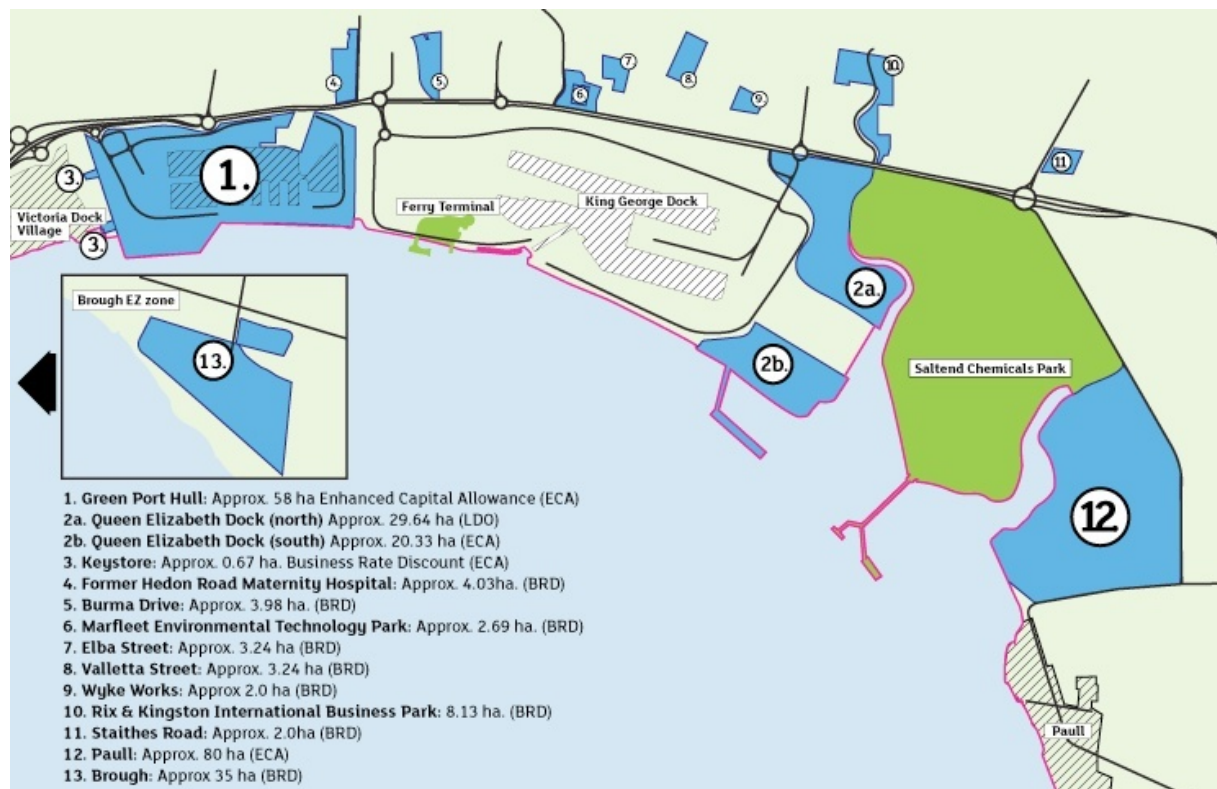 4.
5.
6.
7.
8.
9.
10.
11.
3.
1.
Victoria Dock
Village
3.
Ferry Terminal
King George Dock
2a.
2b.
Saltend Chemicals Park
12.
Paull
Brough EZ zone
13.
1. Green Port Hull: Approx. 58 ha Enhanced Capital Allowance (ECA)
2a. Queen Elizabeth Dock (north) Approx. 29.64 ha (LDO)
2b. Queen Elizabeth Dock (south) Approx. 20.33 ha (ECA)
3. Keystore: Approx. 0.67 ha. Business Rate Discount (ECA)
4. Former Hedon Road Maternity Hospital: Approx. 4.03ha. (BRD)
5. Burma Drive: Approx. 3.98 ha. (BRD)
6. Marfleet Environmental Technology Park: Approx. 2.69 ha. (BRD)
7. Elba Street: Approx. 3.24 ha (BRD)
8. Valletta Street: Approx. 3.24 ha (BRD)
9. Wyke Works: Approx 2.0 ha (BRD)
10. Rix & Kingston International Business Park: 8.13 ha. (BRD)
11. Staithes Road: Approx. 2.0ha (BRD)
12. Paull: Approx. 80 ha (ECA)
13. Brough: Approx 35 ha (BRD)